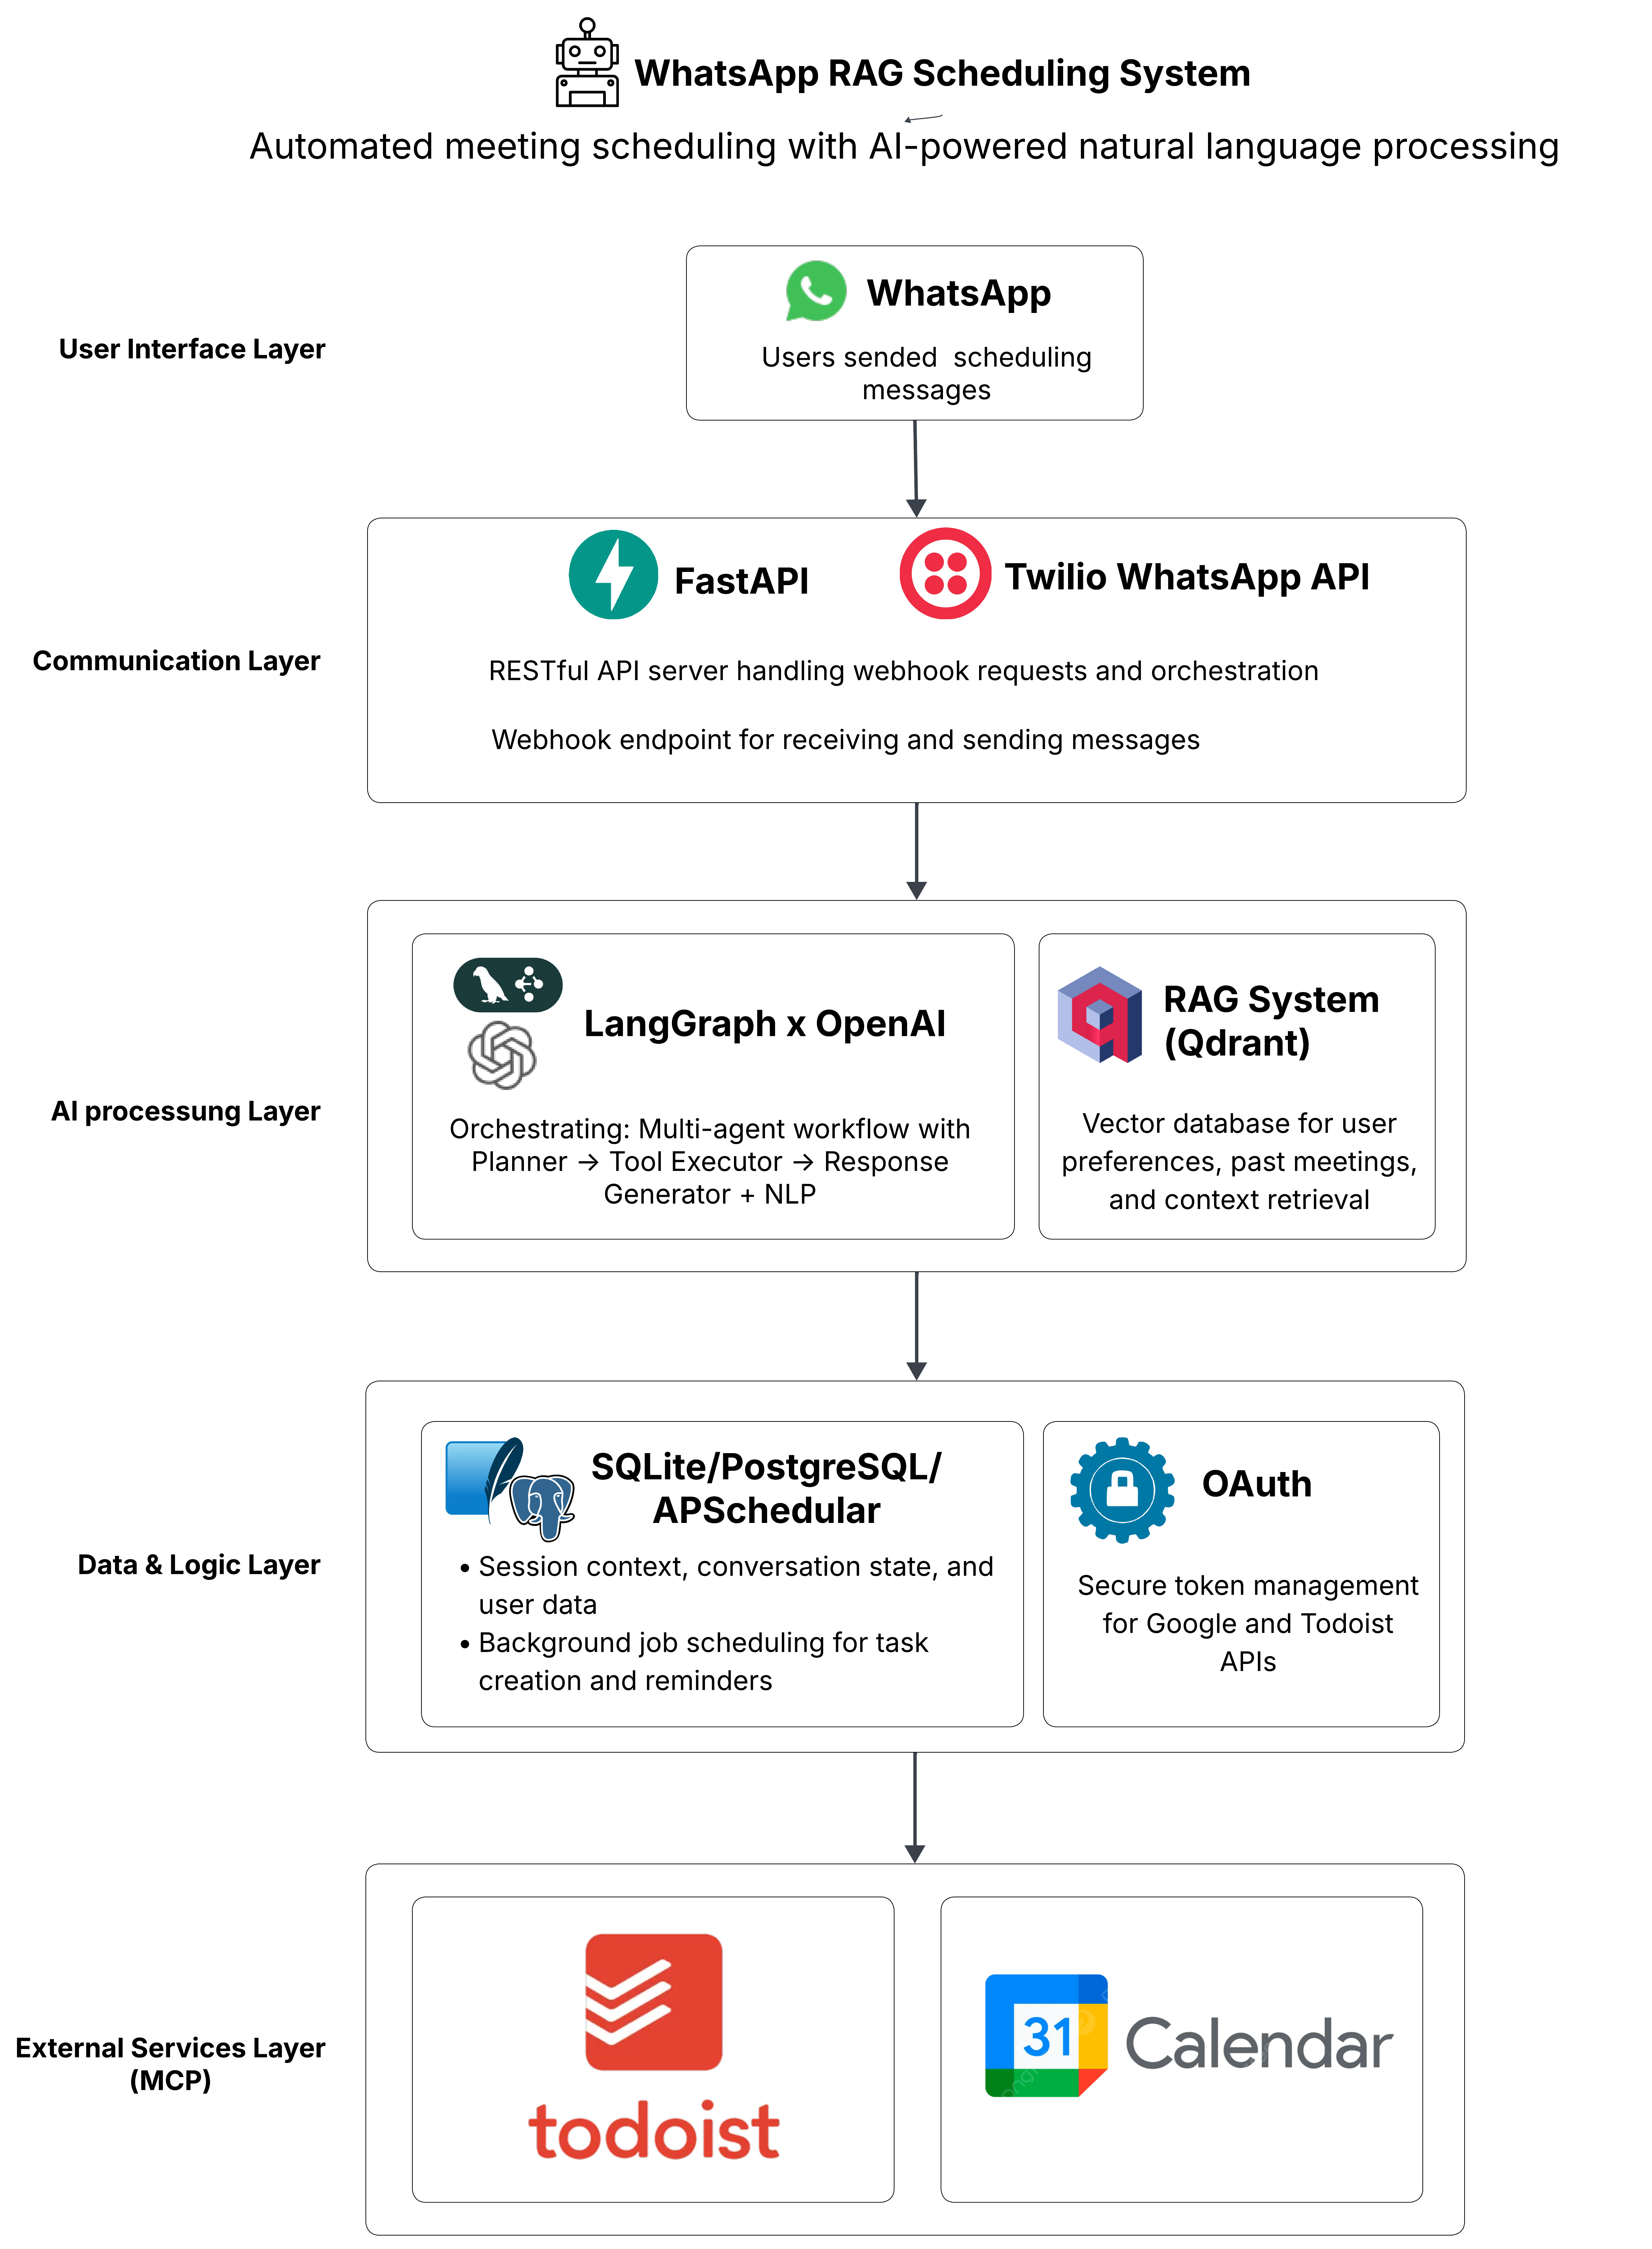 WhatsApp RAG Scheduling System
Automated meeting scheduling with AI-powered natural language processing
User Interface Layer
WhatsApp
Users sended  scheduling
messages
Communication Layer
FastAPI
Twilio WhatsApp API
RESTful API server handling webhook requests and orchestration
Webhook endpoint for receiving and sending messages
AI processung Layer
LangGraph x OpenAI
Orchestrating: Multi-agent workflow with
Planner → Tool Executor → Response
Generator + NLP
RAG System
(Qdrant)
Vector database for user
preferences, past meetings,
and context retrieval
Data & Logic Layer
SQLite/PostgreSQL/
APSchedular
• Session context, conversation state, and
user data
• Background job scheduling for task
creation and reminders
OAuth
Secure token management
for Google and Todoist
APIs
External Services Layer
(MCP)
todoist
31
Calendar